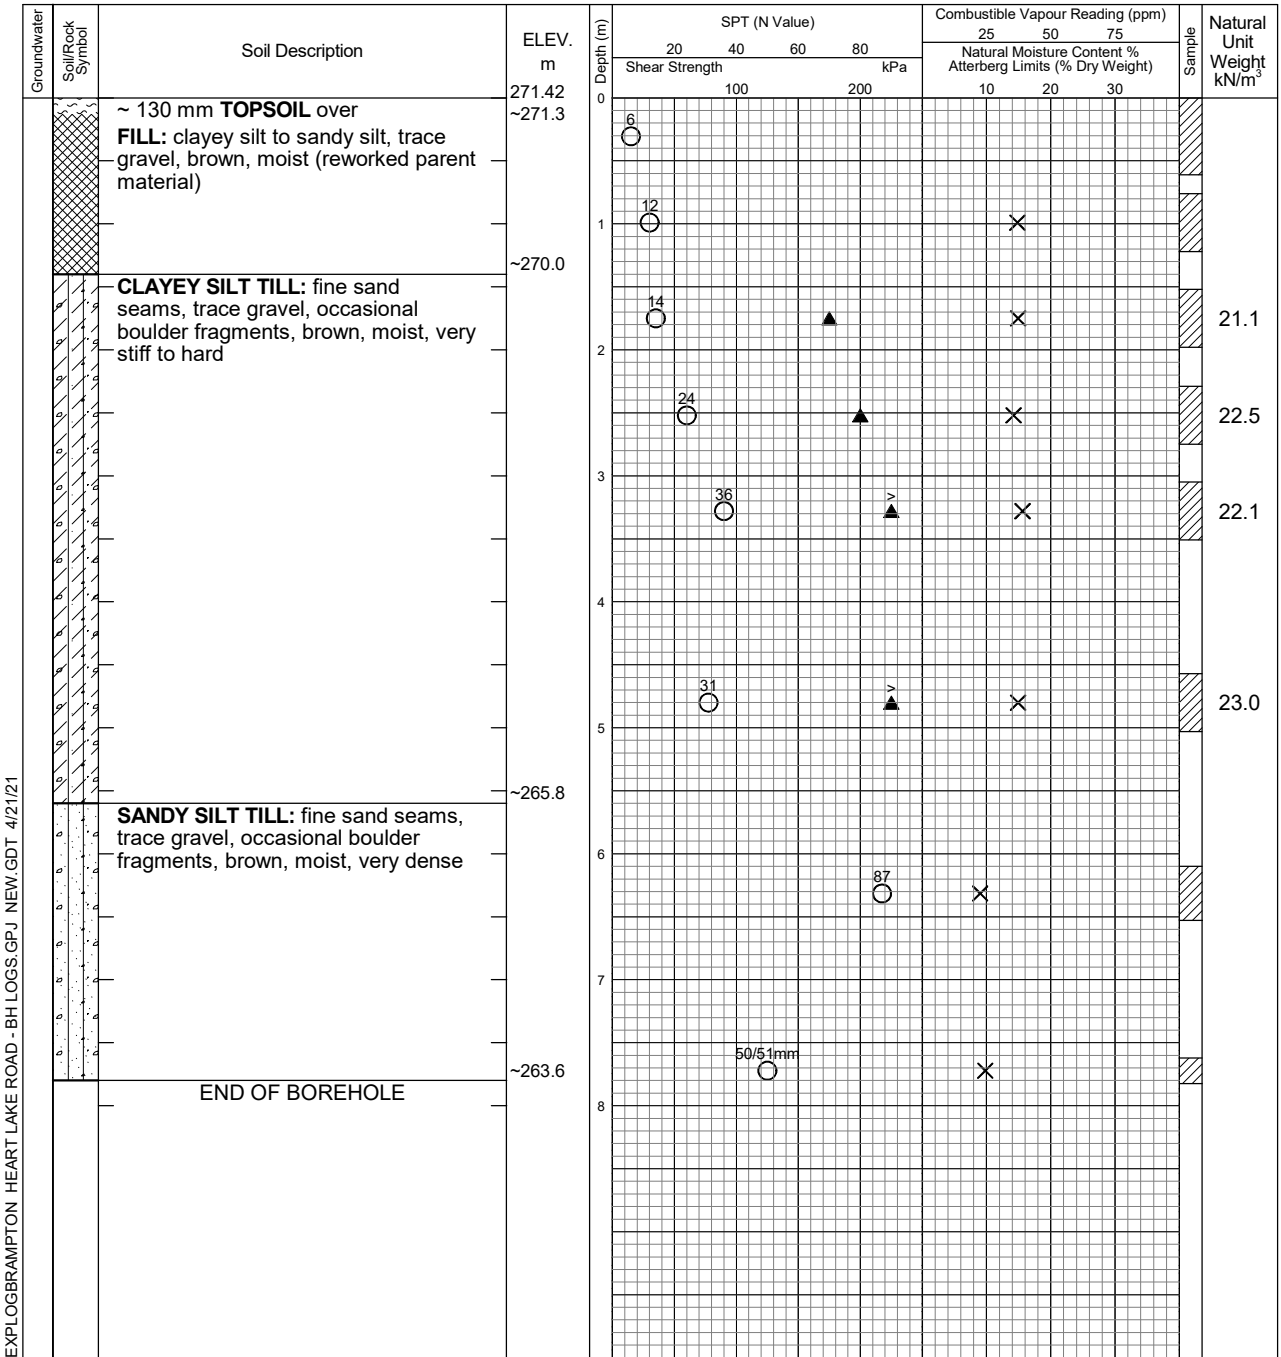 Groundwater
Soil/Rock
Symbol
Soil Description
ELEV.
m
271.42
Depth (m)
SPT (N Value)
20 40 60 80
Shear Strength kPa
100 200
Combustible Vapour Reading (ppm)
25 50 75
Natural Moisture Content %
Atterberg Limits (% Dry Weight)
10 20 30
Sample
Natural
Unit
Weight
kN/m³
0
~ 130 mm TOPSOIL over
~271.3
FILL: clayey silt to sandy silt, trace
gravel, brown, moist (reworked parent
material)
6
12
1
~270.0
CLAYEY SILT TILL: fine sand
seams, trace gravel, occasional
boulder fragments, brown, moist, very
stiff to hard
14
21.1
2
24
22.5
3
36
>
22.1
4
31
>
23.0
5
~265.8
SANDY SILT TILL: fine sand seams,
trace gravel, occasional boulder
fragments, brown, moist, very dense
6
87
7
50/51mm
~263.6
END OF BOREHOLE
8
EXPLOGBRAMPTON HEART LAKE ROAD - BH LOGS.GPJ NEW.GDT 4/21/21